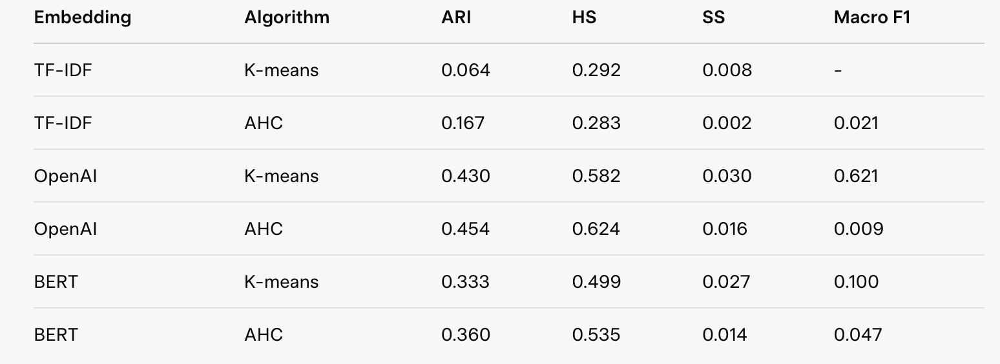 Embedding Algorithm ARI HS SS Macro F1
TF-IDF K-means 0.064 0.292 0.008 -
TF-IDF AHC 0.167 0.283 0.002 0.021
OpenAI K-means 0.430 0.582 0.030 0.621
OpenAI AHC 0.454 0.624 0.016 0.009
BERT K-means 0.333 0.499 0.027 0.100
BERT AHC 0.360 0.535 0.014 0.047